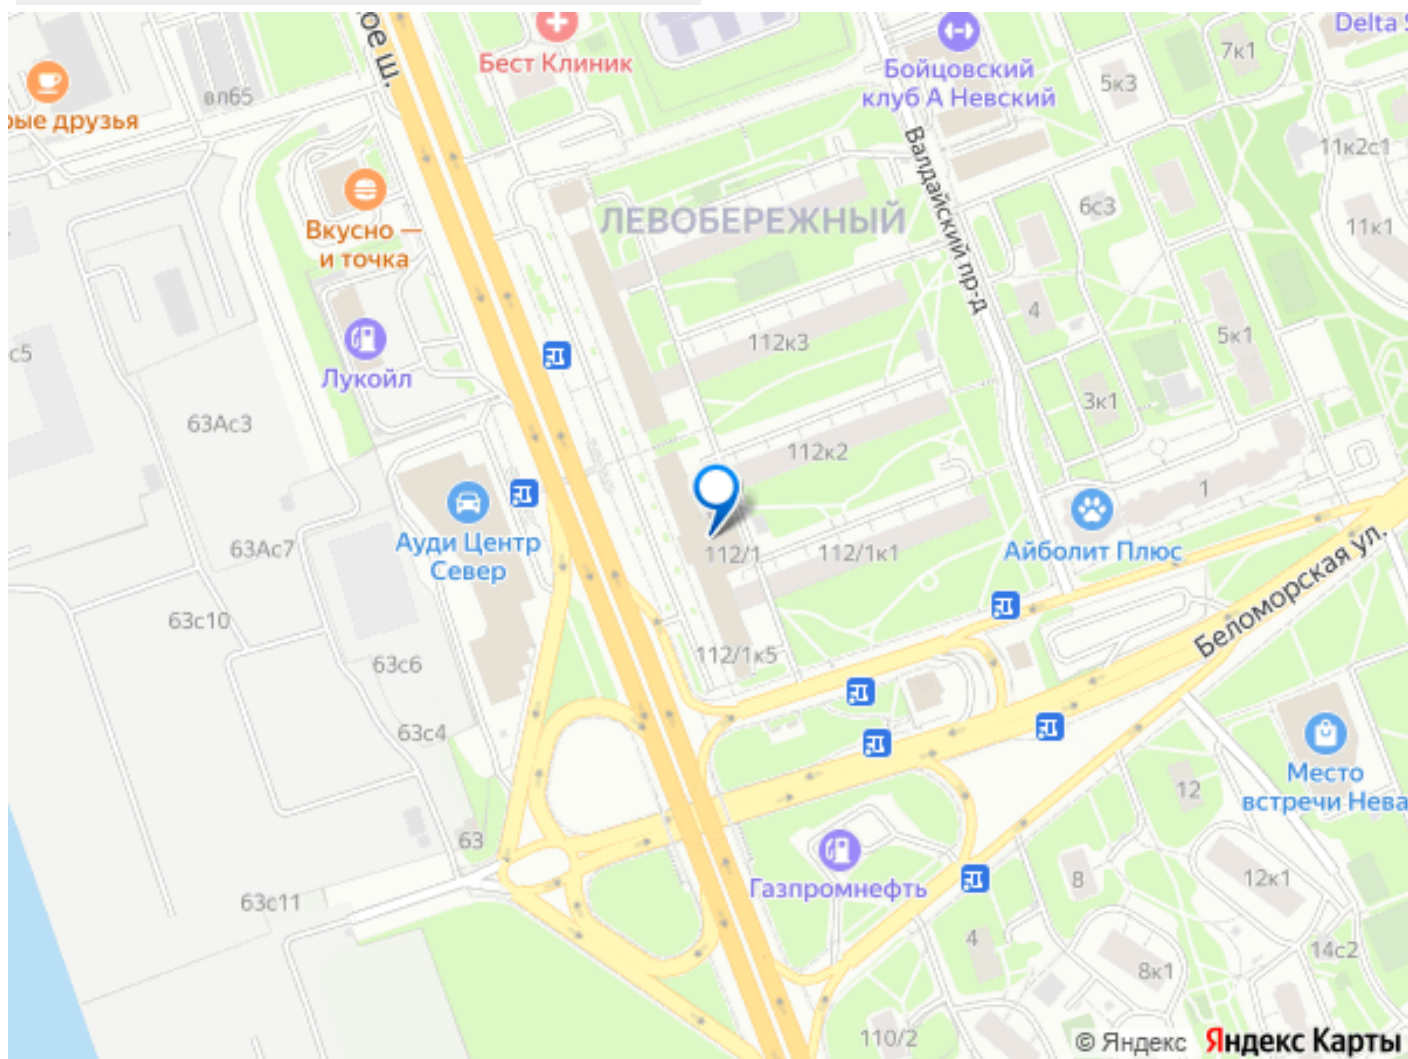 ое ш.
Бест Клиник
Бойцовский
клуб А Невский
Delta S
7к1
5к3
вл65
рые друзья
Валдайский пр-д
11к2с1
Вкусно —
и точка
ЛЕВОБЕРЕЖНЫЙ
6с3
11к1
4
с5
Лукойл
112к3
5к1
63Ас3
3к1
112к2
1
Ауди Центр
Север
63Ас7
112/1
112/1к1
Айболит Плюс
Беломорская ул.
63с10
63с6
112/1к5
63с4
Место
встречи Нева
12
63
Газпромнефть
8
12к1
63с11
4
8к1
14с2
110/2
© Яндекс
Яндекс Карты